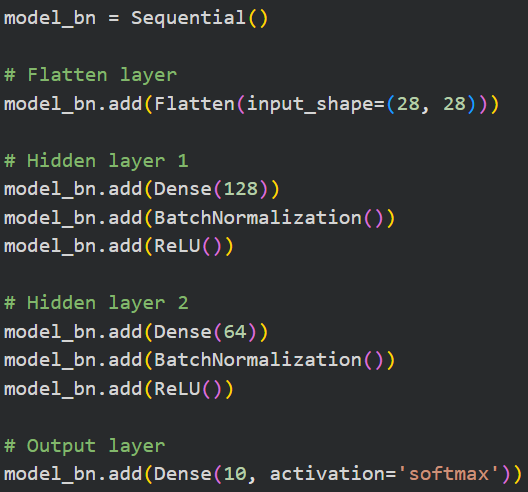 model_bn = Sequential()
# Flatten layer
model_bn.add(Flatten(input_shape=(28, 28)))
# Hidden layer 1
model_bn.add(Dense(128))
model_bn.add(BatchNormalization())
model_bn.add(ReLU())
# Hidden layer 2
model_bn.add(Dense(64))
model_bn.add(BatchNormalization())
model_bn.add(ReLU())
# Output layer
model_bn.add(Dense(10, activation='softmax'))